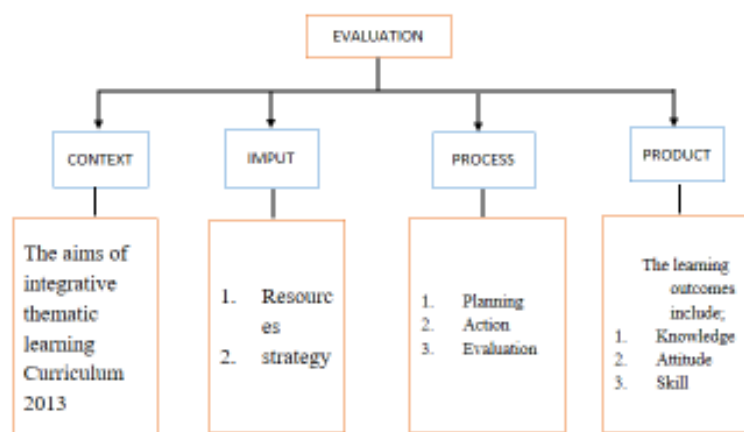 EVALUATION
CONTEXT
IMPUT
PROCESS
PRODUCT
The aims of
integrative
thematic
learning
Curriculum
2013
1. Resourc
es
2. strategy
1. Planning
2. Action
3. Evaluation
The learning
outcomes
include;
1. Knowledge
2. Attitude
3. Skill